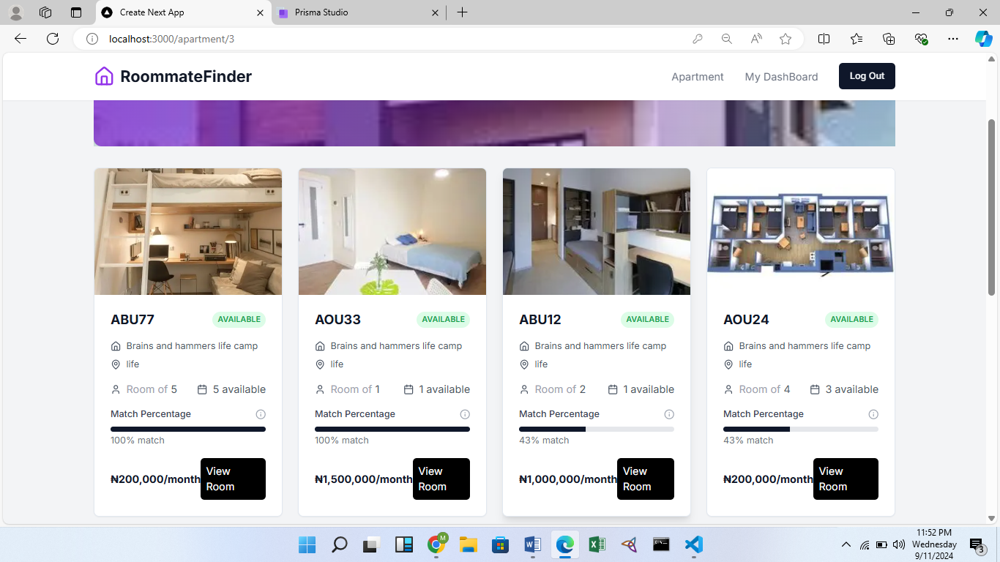 Create Next App
Prisma Studio
localhost:3000/apartment/3
RoommateFinder
Apartment
My DashBoard
Log Out
ABU77
AVAILABLE
Brains and hammers life camp
life
Room of 5
5 available
Match Percentage
100% match
₦200,000/month
View
Room
AOU33
AVAILABLE
Brains and hammers life camp
life
Room of 1
1 available
Match Percentage
100% match
₦1,500,000/month
View
Room
ABU12
AVAILABLE
Brains and hammers life camp
life
Room of 2
1 available
Match Percentage
43% match
₦1,000,000/month
View
Room
AOU24
AVAILABLE
Brains and hammers life camp
life
Room of 4
3 available
Match Percentage
43% match
₦200,000/month
View
Room
M
11:52 PM
Wednesday
9/11/2024
3